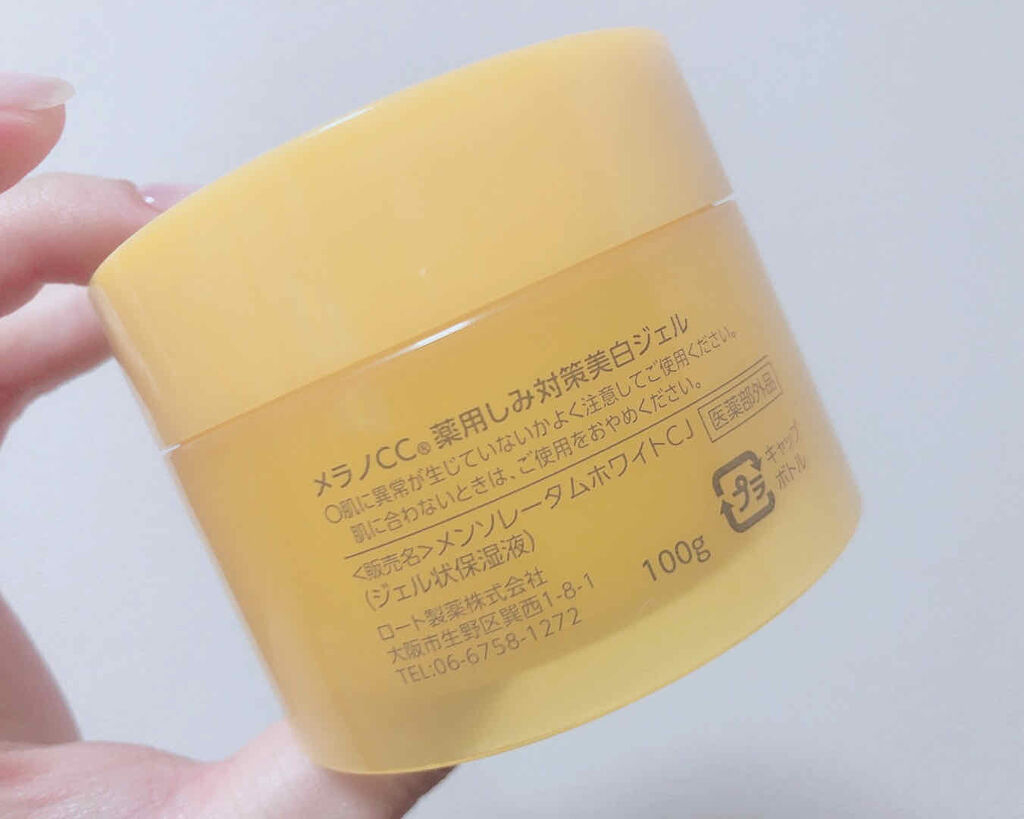 メラノCC®薬用しみ対策美白ジェル
○肌に異常が生じていないかよく注意してご使用ください。
肌に合わないときは、ご使用をおやめください。
<販売名>メンソレータムホワイトCJ 医薬部外品
(ジェル状保湿液)
ロート製薬株式会社
大阪市生野区巽西1-8-1
TEL:06-6758-1272
100g
プラ
キャップ
ボトル